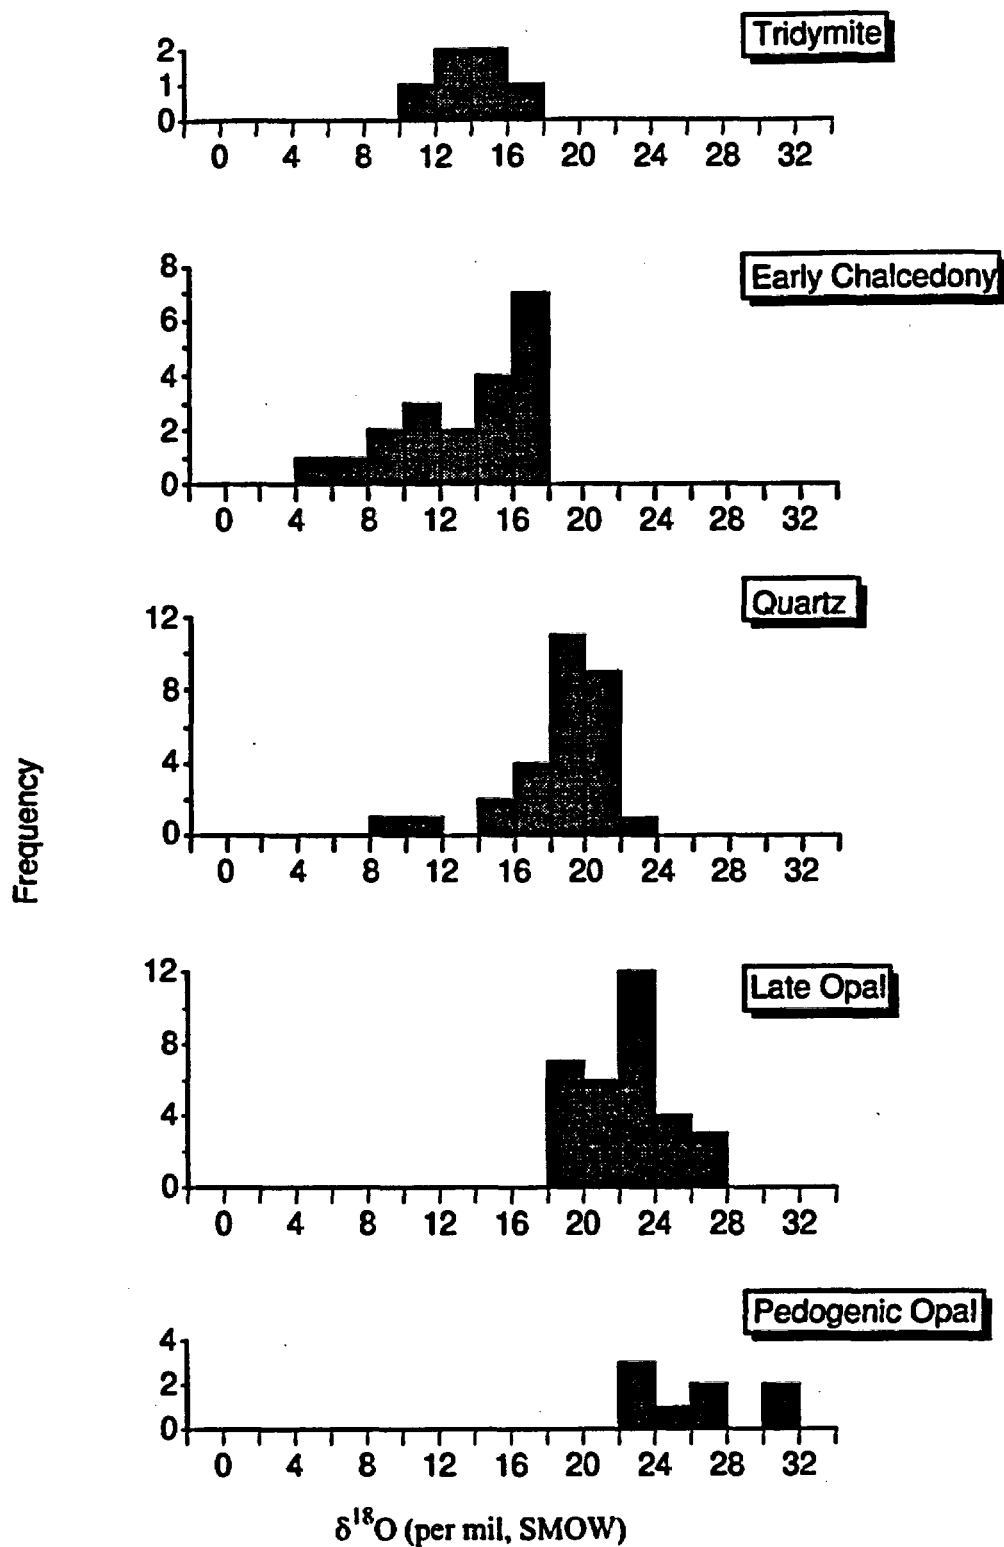 Tridymite
2
1
0
0 4 8 12 16 20 24 28 32
Early Chalcedony
8
6
4
2
0
0 4 8 12 16 20 24 28 32
Quartz
12
8
4
0
0 4 8 12 16 20 24 28 32
Frequency
Late Opal
12
8
4
0
0 4 8 12 16 20 24 28 32
Pedogenic Opal
4
2
0
0 4 8 12 16 20 24 28 32
δ¹⁸O (per mil, SMOW)